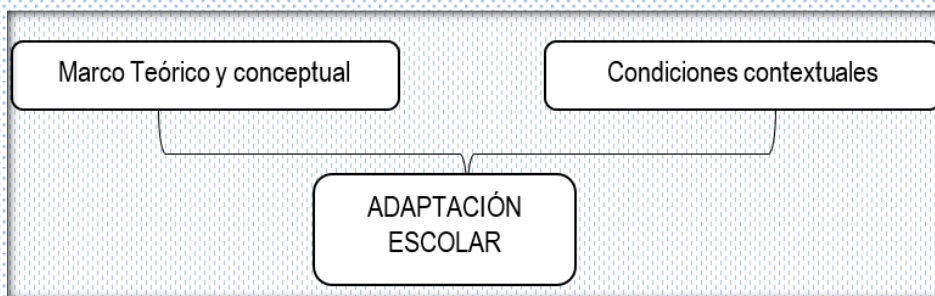 Marco Teórico y conceptual
Condiciones contextuales
ADAPTACIÓN
ESCOLAR